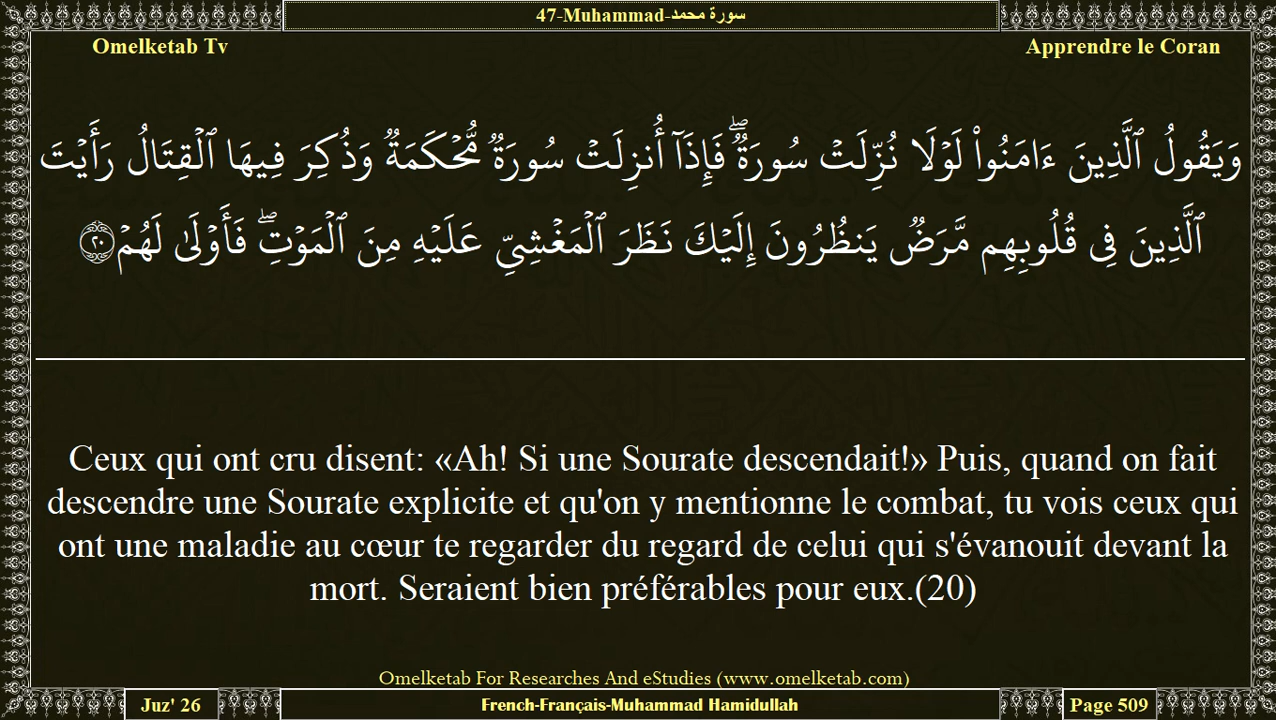 47-Muhammad-سورة محمد
Omelketab Tv
Apprendre le Coran
وَيَقُولُ ٱلَّذِينَ ءَامَنُوا۟ لَوْلَا نُزِّلَتْ سُورَةٌۭ ۖ فَإِذَآ أُنزِلَتْ سُورَةٌۭ مُّحْكَمَةٌۭ وَذُكِرَ فِيهَا ٱلْقِتَالُ رَأَيْتَ
ٱلَّذِينَ فِى قُلُوبِهِم مَّرَضٌۭ يَنظُرُونَ إِلَيْكَ نَظَرَ ٱلْمَغْشِىِّ عَلَيْهِ مِنَ ٱلْمَوْتِ ۖ فَأَوْلَىٰ لَهُمْ ﴿٢٠﴾
Ceux qui ont cru disent: «Ah! Si une Sourate descendait!» Puis, quand on fait
descendre une Sourate explicite et qu'on y mentionne le combat, tu vois ceux qui
ont une maladie au cœur te regarder du regard de celui qui s'évanouit devant la
mort. Seraient bien préférables pour eux.(20)
Omelketab For Researches And eStudies (www.omelketab.com)
Juz' 26
French-Français-Muhammad Hamidullah
Page 509